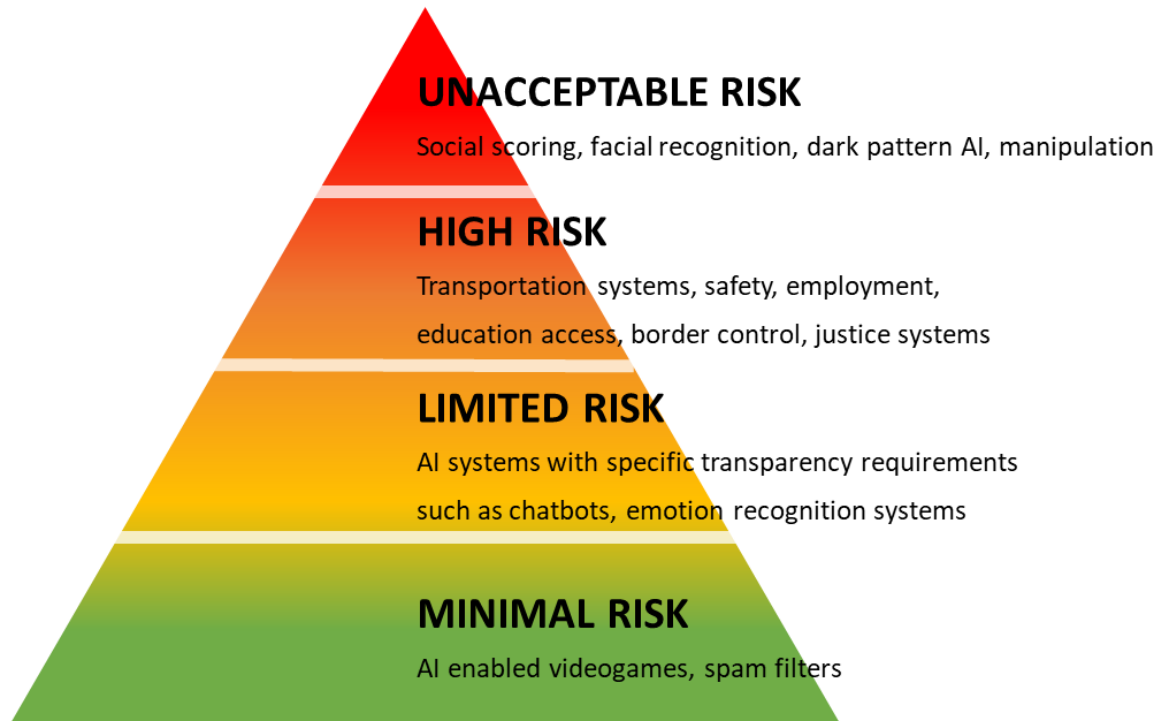 UNACCEPTABLE RISK
Social scoring, facial recognition, dark pattern AI, manipulation
HIGH RISK
Transportation systems, safety, employment,
education access, border control, justice systems
LIMITED RISK
AI systems with specific transparency requirements
such as chatbots, emotion recognition systems
MINIMAL RISK
AI enabled videogames, spam filters